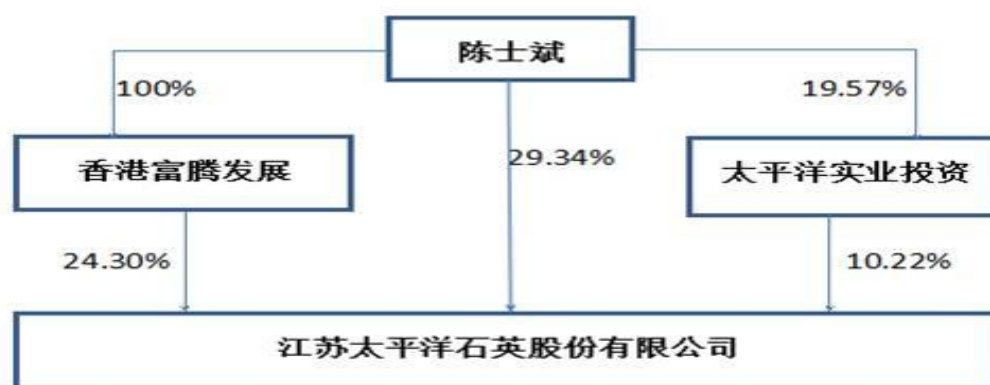 陈士斌
100%
19.57%
香港富腾发展
29.34%
太平洋实业投资
24.30%
10.22%
江苏太平洋石英股份有限公司